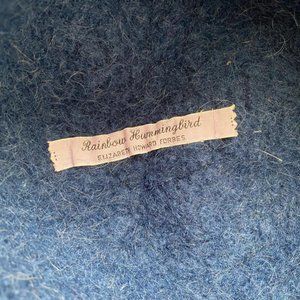 Rainbow Hummingbird
ELIZABETH HOWARD FORBES